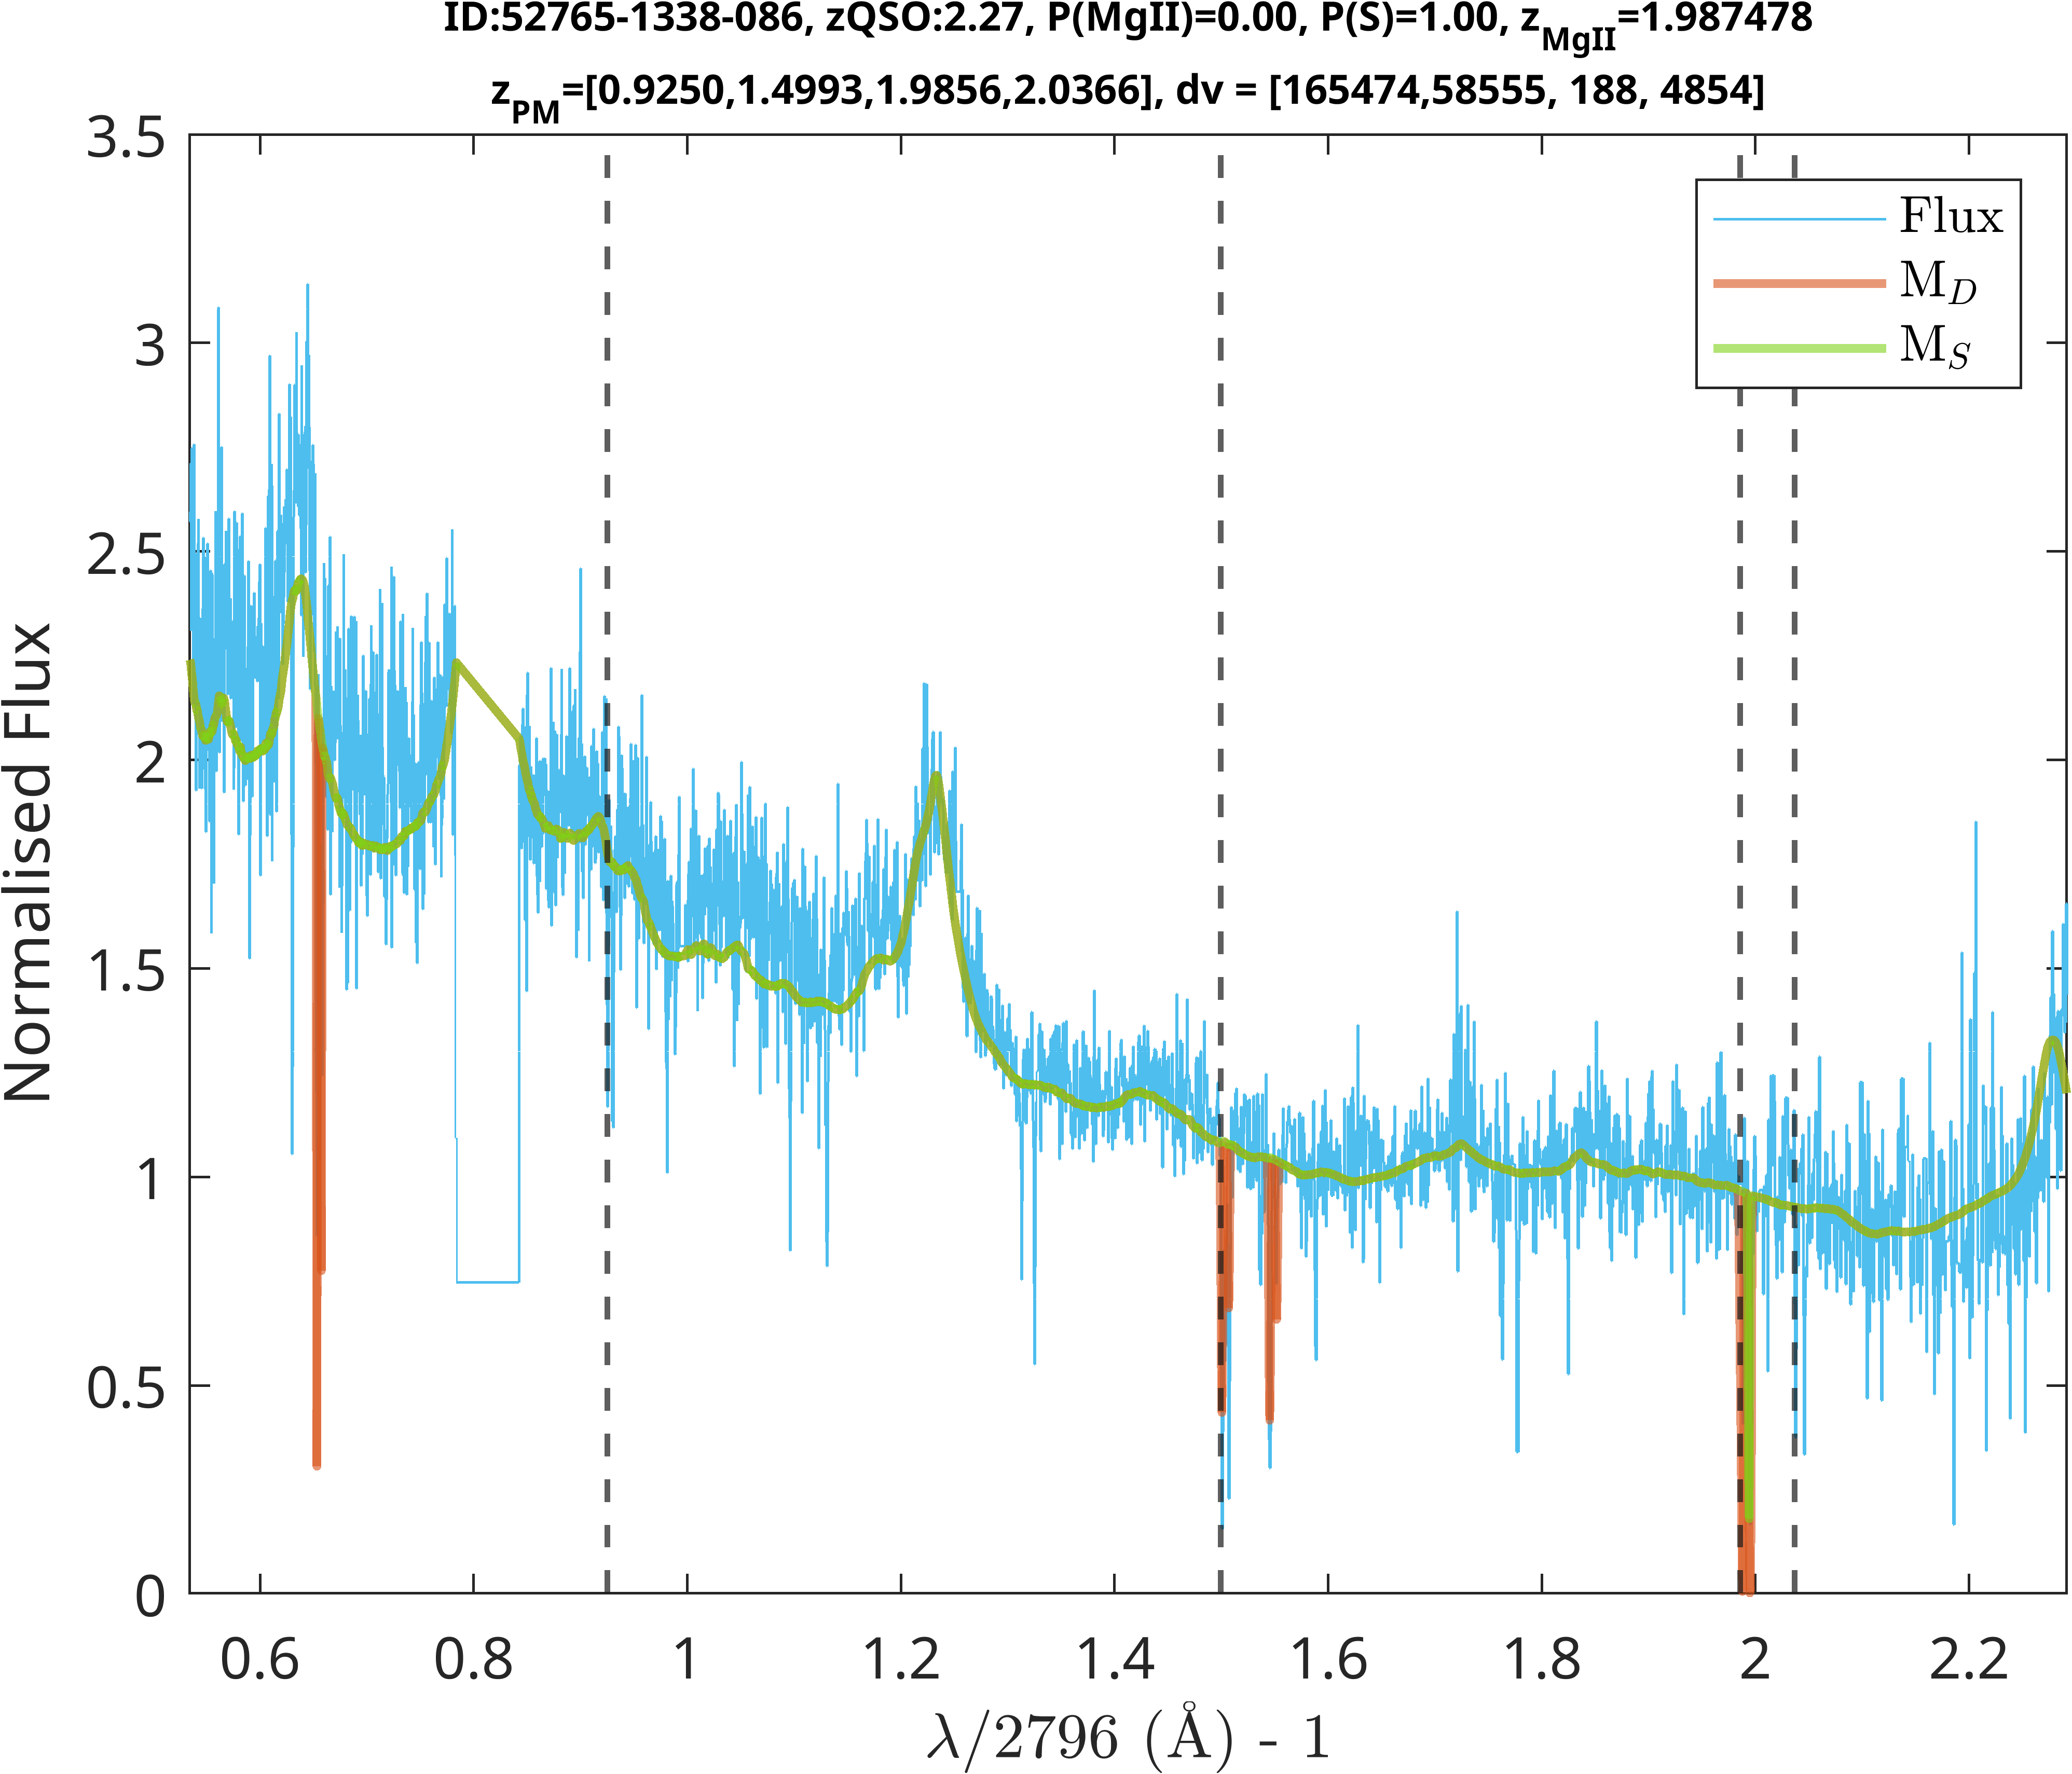 ID:52765-1338-086, zQSO:2.27, P(MgII)=0.00, P(S)=1.00, zMgII=1.987478
zPM=[0.9250,1.4993,1.9856,2.0366], dv = [165474,58555, 188, 4854]
3.5
3
2.5
2
1.5
1
0.5
0
Normalised Flux
Flux
MD
MS
0.6 0.8 1 1.2 1.4 1.6 1.8 2 2.2
λ/2796 (Å) - 1